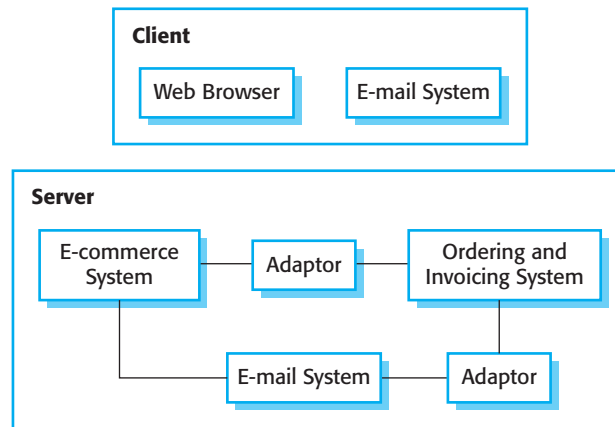 Client
Web Browser
E-mail System
Server
E-commerce
System
Adaptor
Ordering and
Invoicing System
E-mail System
Adaptor